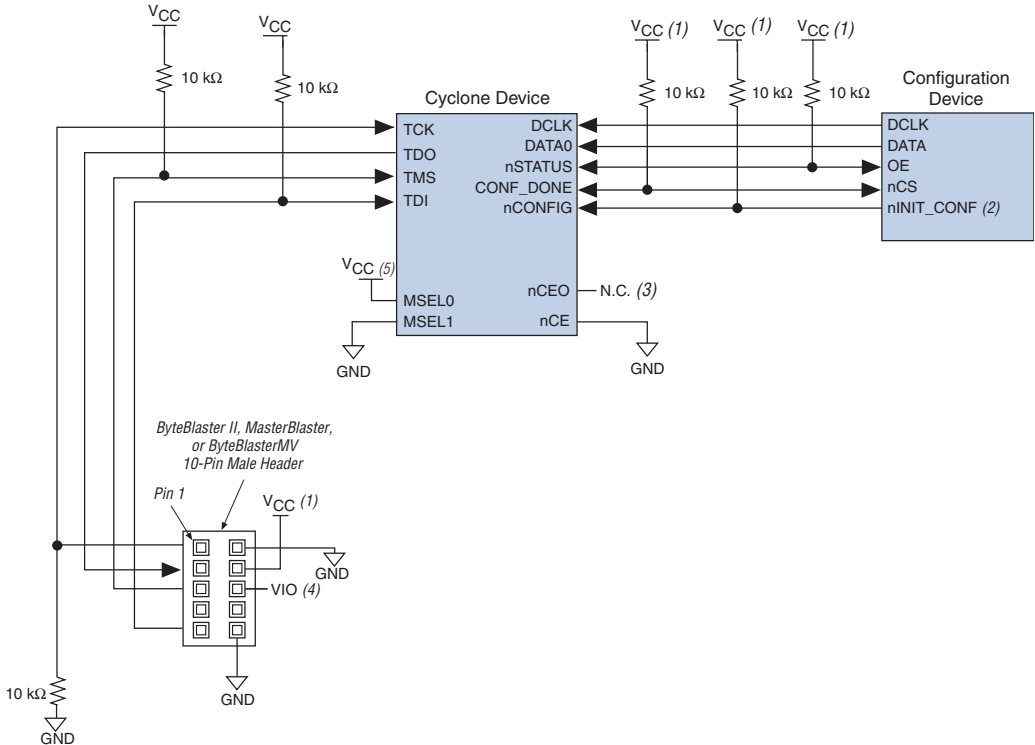 VCC
VCC
10 kΩ
10 kΩ
VCC (1)
VCC (1)
VCC (1)
10 kΩ
10 kΩ
10 kΩ
Cyclone Device
TCK
TDO
TMS
TDI
DCLK
DATA0
nSTATUS
CONF_DONE
nCONFIG
VCC (5)
MSEL0
MSEL1
GND
nCEO
N.C. (3)
nCE
GND
Configuration
Device
DCLK
DATA
OE
nCS
nINIT_CONF (2)
ByteBlaster II, MasterBlaster,
or ByteBlasterMV
10-Pin Male Header
Pin 1
VCC (1)
GND
VIO (4)
GND
10 kΩ
GND